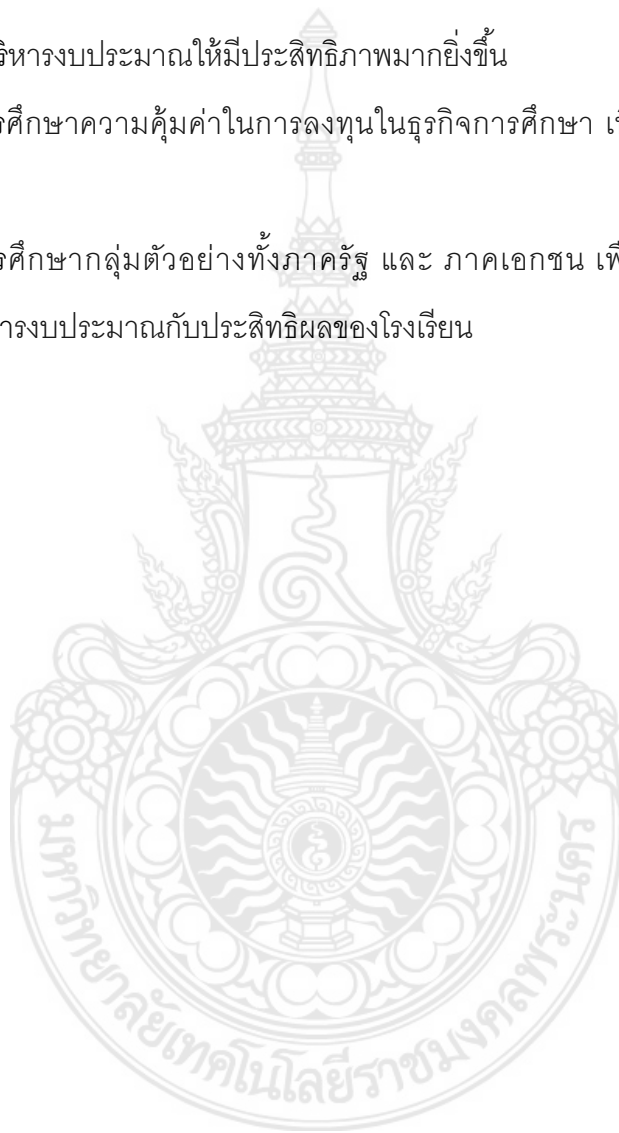 ริหารงบประมาณให้มีประสิทธิภาพมากยิ่งขึ้น
รศึกษาความคุ้มค่าในการลงทุนในธุรกิจการศึกษา เ
รศึกษากลุ่มตัวอย่างทั้งภาครัฐ และ ภาคเอกชน เพื
ารงบประมาณกับประสิทธิผลของโรงเรียน
มหาวิทยาลัยเทคโนโลยีราชมงคลพระนคร